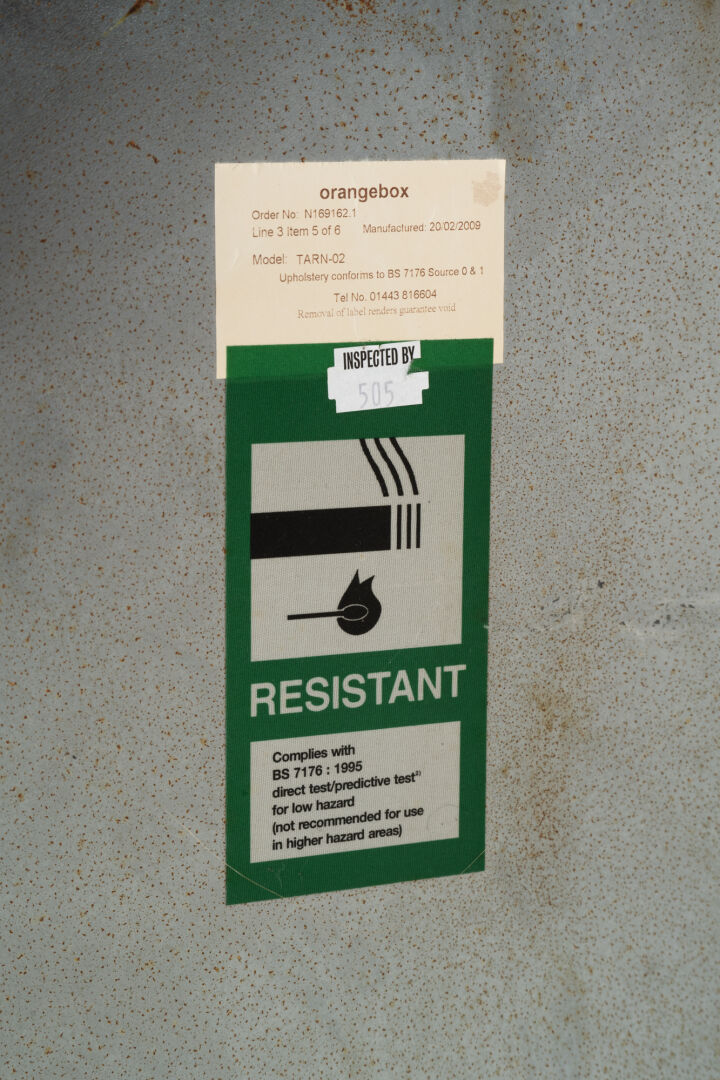 orangebox
Order No: N169162.1
Line 3 Item 5 of 6 Manufactured: 20/02/2009
Model: TARN-02
Upholstery conforms to BS 7176 Source 0 & 1
Tel No. 01443 816604
Removal of label renders guarantee void
INSPECTED BY
505
RESISTANT
Complies with
BS 7176 : 1995
direct test/predictive test²⁾
for low hazard
(not recommended for use
in higher hazard areas)